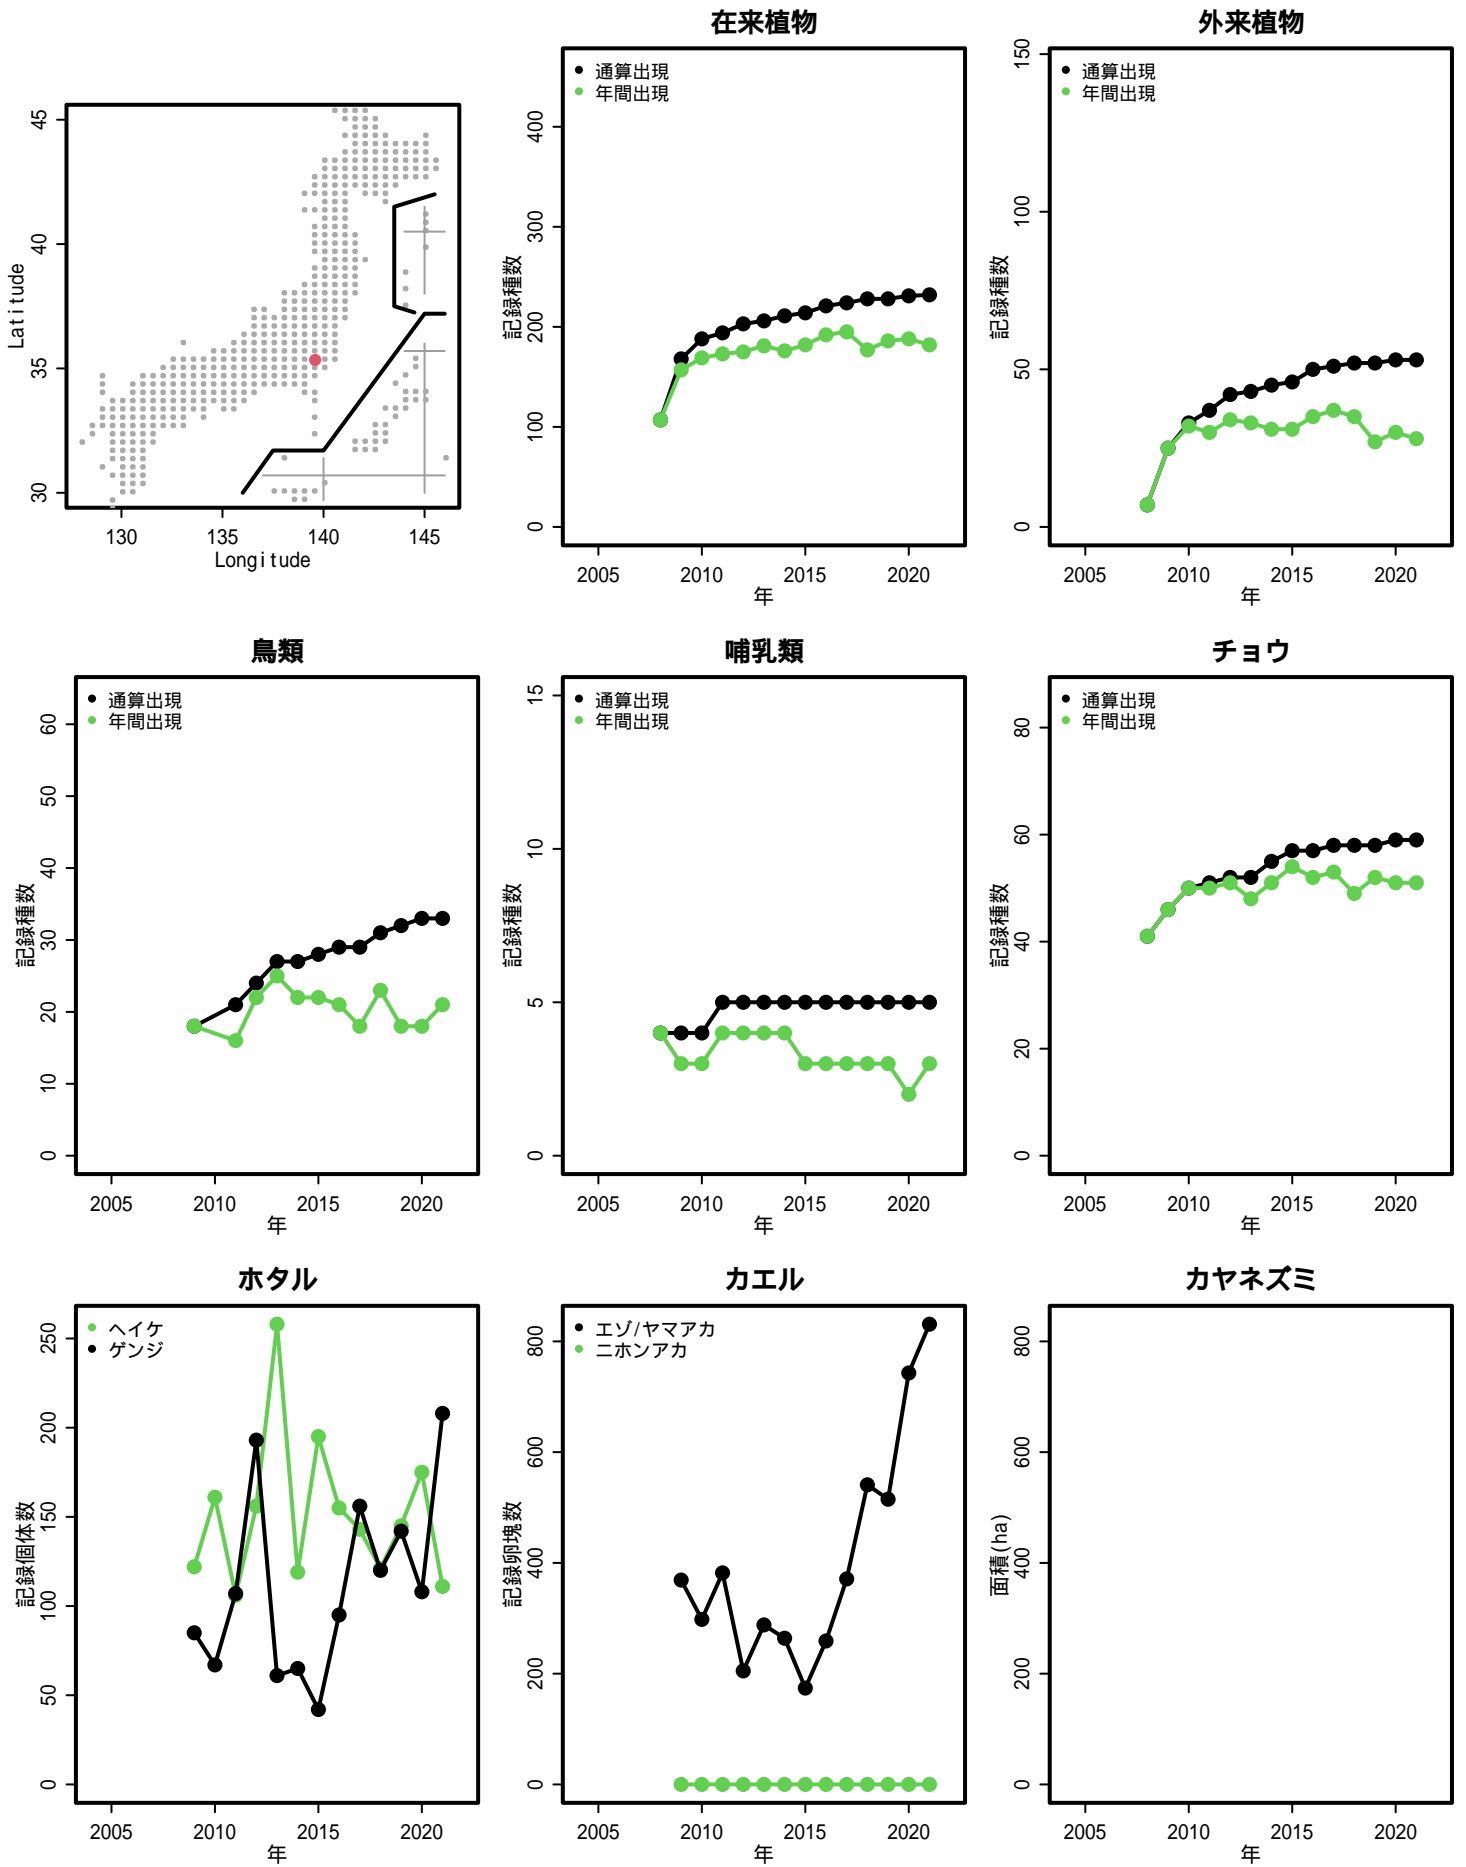 45
40
35
30
Latitude
130 135 140 145
Longitude
在来植物
通算出現
年間出現
400
300
200
100
0
記録種数
2005 2010 2015 2020
年
外来植物
通算出現
年間出現
150
100
50
0
記録種数
2005 2010 2015 2020
年
鳥類
通算出現
年間出現
60
50
40
30
20
10
0
記録種数
2005 2010 2015 2020
年
哺乳類
通算出現
年間出現
15
10
5
0
記録種数
2005 2010 2015 2020
年
チョウ
通算出現
年間出現
80
60
40
20
0
記録種数
2005 2010 2015 2020
年
ホタル
ヘイケ
ゲンジ
250
200
150
100
50
0
記録個体数
2005 2010 2015 2020
年
カエル
エゾ/ヤマアカ
ニホンアカ
800
600
400
200
0
記録卵塊数
2005 2010 2015 2020
年
カヤネズミ
800
600
400
200
0
面積(ha)
2005 2010 2015 2020
年